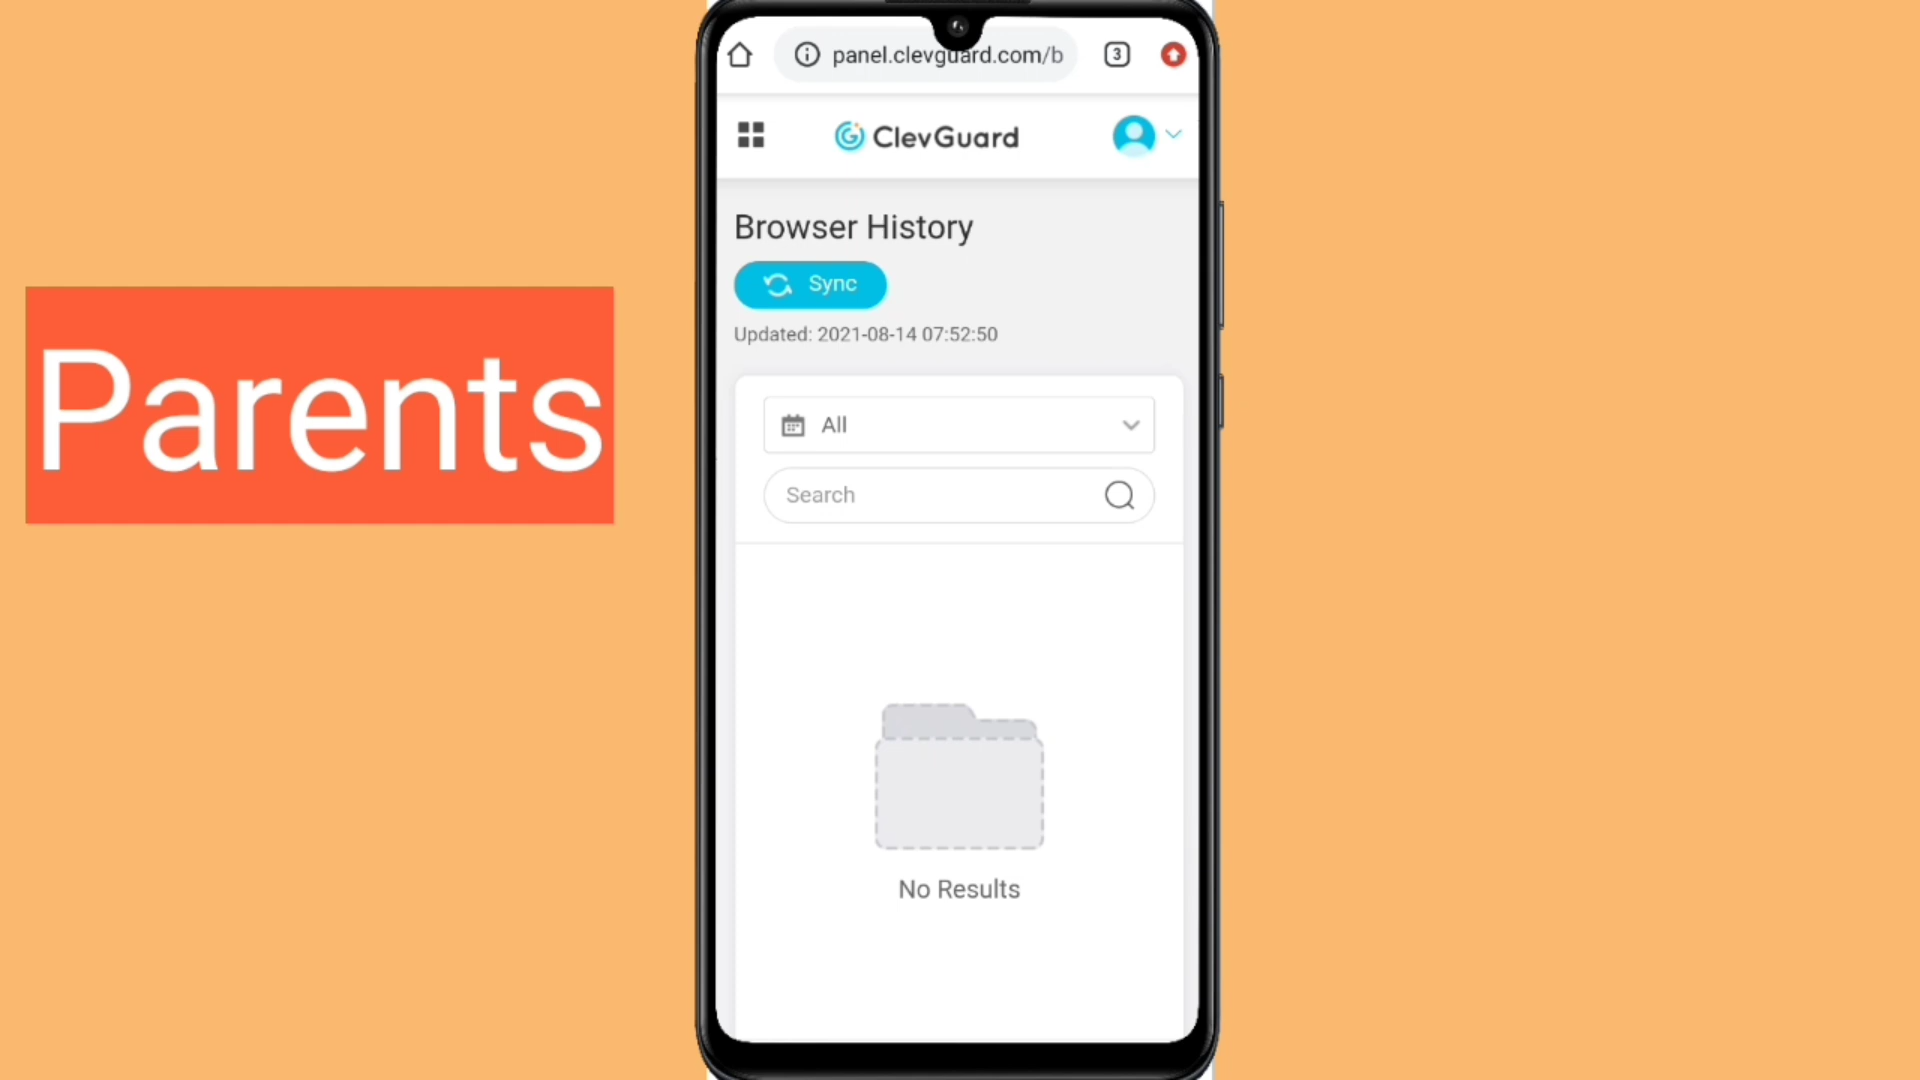 Parents
panel.clevguard.com/b
3
ClevGuard
Browser History
Sync
Updated: 2021-08-14 07:52:50
All
Search
No Results